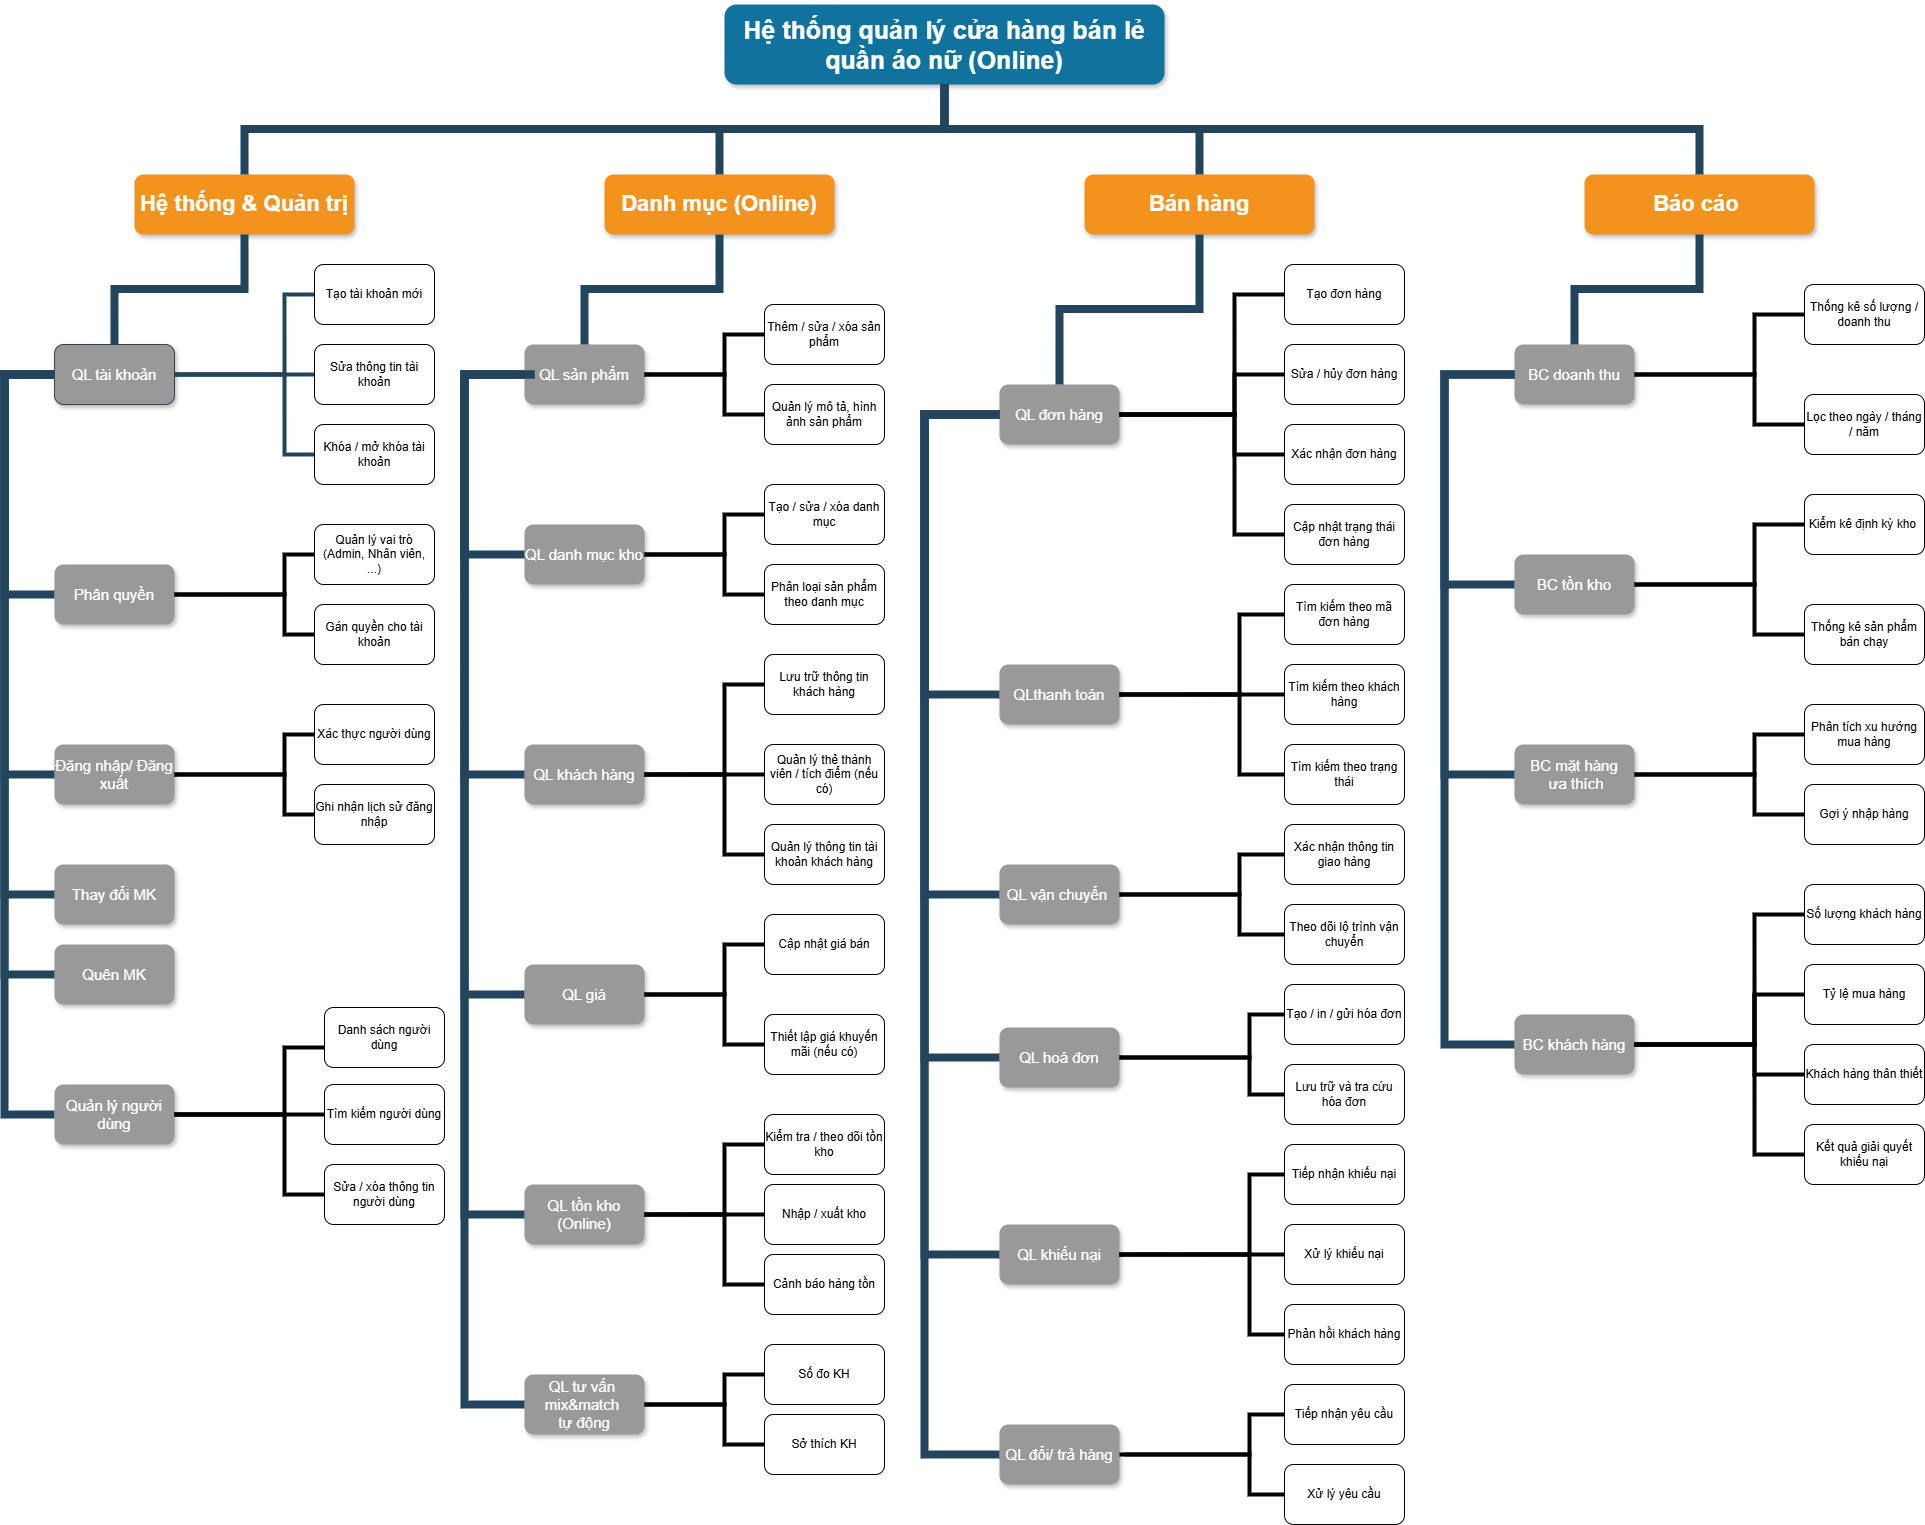 Hệ thống quản lý cửa hàng bán lẻ
quần áo nữ (Online)
Hệ thống & Quản trị
QL tài khoản
Tạo tài khoản mới
Sửa thông tin tài
khoản
Khóa / mở khóa tài
khoản
Phân quyền
Quản lý vai trò
(Admin, Nhân viên,
...)
Gán quyền cho tài
khoản
Đăng nhập/ Đăng
xuất
Xác thực người dùng
Ghi nhận lịch sử đăng
nhập
Thay đổi MK
Quên MK
Quản lý người
dùng
Danh sách người
dùng
Tìm kiếm người dùng
Sửa / xóa thông tin
người dùng
Danh mục (Online)
QL sản phẩm
Thêm / sửa / xóa sản
phẩm
Quản lý mô tả, hình
ảnh sản phẩm
QL danh mục kho
Tạo / sửa / xóa danh
mục
Phân loại sản phẩm
theo danh mục
QL khách hàng
Lưu trữ thông tin
khách hàng
Quản lý thẻ thành
viên / tích điểm (nếu
có)
Quản lý thông tin tài
khoản khách hàng
QL giá
Cập nhật giá bán
Thiết lập giá khuyến
mãi (nếu có)
QL tồn kho
(Online)
Kiểm tra / theo dõi tồn
kho
Nhập / xuất kho
Cảnh báo hàng tồn
QL tư vấn
mix&match
tự động
Số đo KH
Sở thích KH
Bán hàng
QL đơn hàng
Tạo đơn hàng
Sửa / hủy đơn hàng
Xác nhận đơn hàng
Cập nhật trạng thái
đơn hàng
QLthanh toán
Tìm kiếm theo mã
đơn hàng
Tìm kiếm theo khách
hàng
Tìm kiếm theo trạng
thái
QL vận chuyển
Xác nhận thông tin
giao hàng
Theo dõi lộ trình vận
chuyển
QL hoá đơn
Tạo / in / gửi hóa đơn
Lưu trữ và tra cứu
hóa đơn
QL khiếu nại
Tiếp nhận khiếu nại
Xử lý khiếu nại
Phản hồi khách hàng
QL đổi/ trả hàng
Tiếp nhận yêu cầu
Xử lý yêu cầu
Báo cáo
BC doanh thu
Thống kê số lượng /
doanh thu
Lọc theo ngày / tháng
/ năm
BC tồn kho
Kiểm kê định kỳ kho
Thống kê sản phẩm
bán chạy
BC mặt hàng
ưa thích
Phân tích xu hướng
mua hàng
Gợi ý nhập hàng
BC khách hàng
Số lượng khách hàng
Tỷ lệ mua hàng
Khách hàng thân thiết
Kết quả giải quyết
khiếu nại